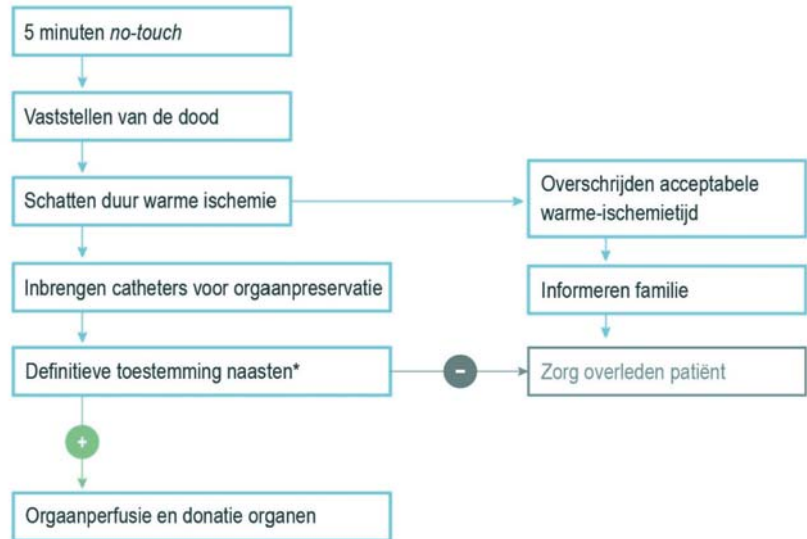 5 minuten no-touch
Vaststellen van de dood
Schatten duur warme ischemie
Overschrijden acceptabele
warme-ischemietijd
Inbrengen catheters voor orgaanpreservatie
Informeren familie
Definitieve toestemming naasten*
-
Zorg overleden patiënt
+
Orgaanperfusie en donatie organen